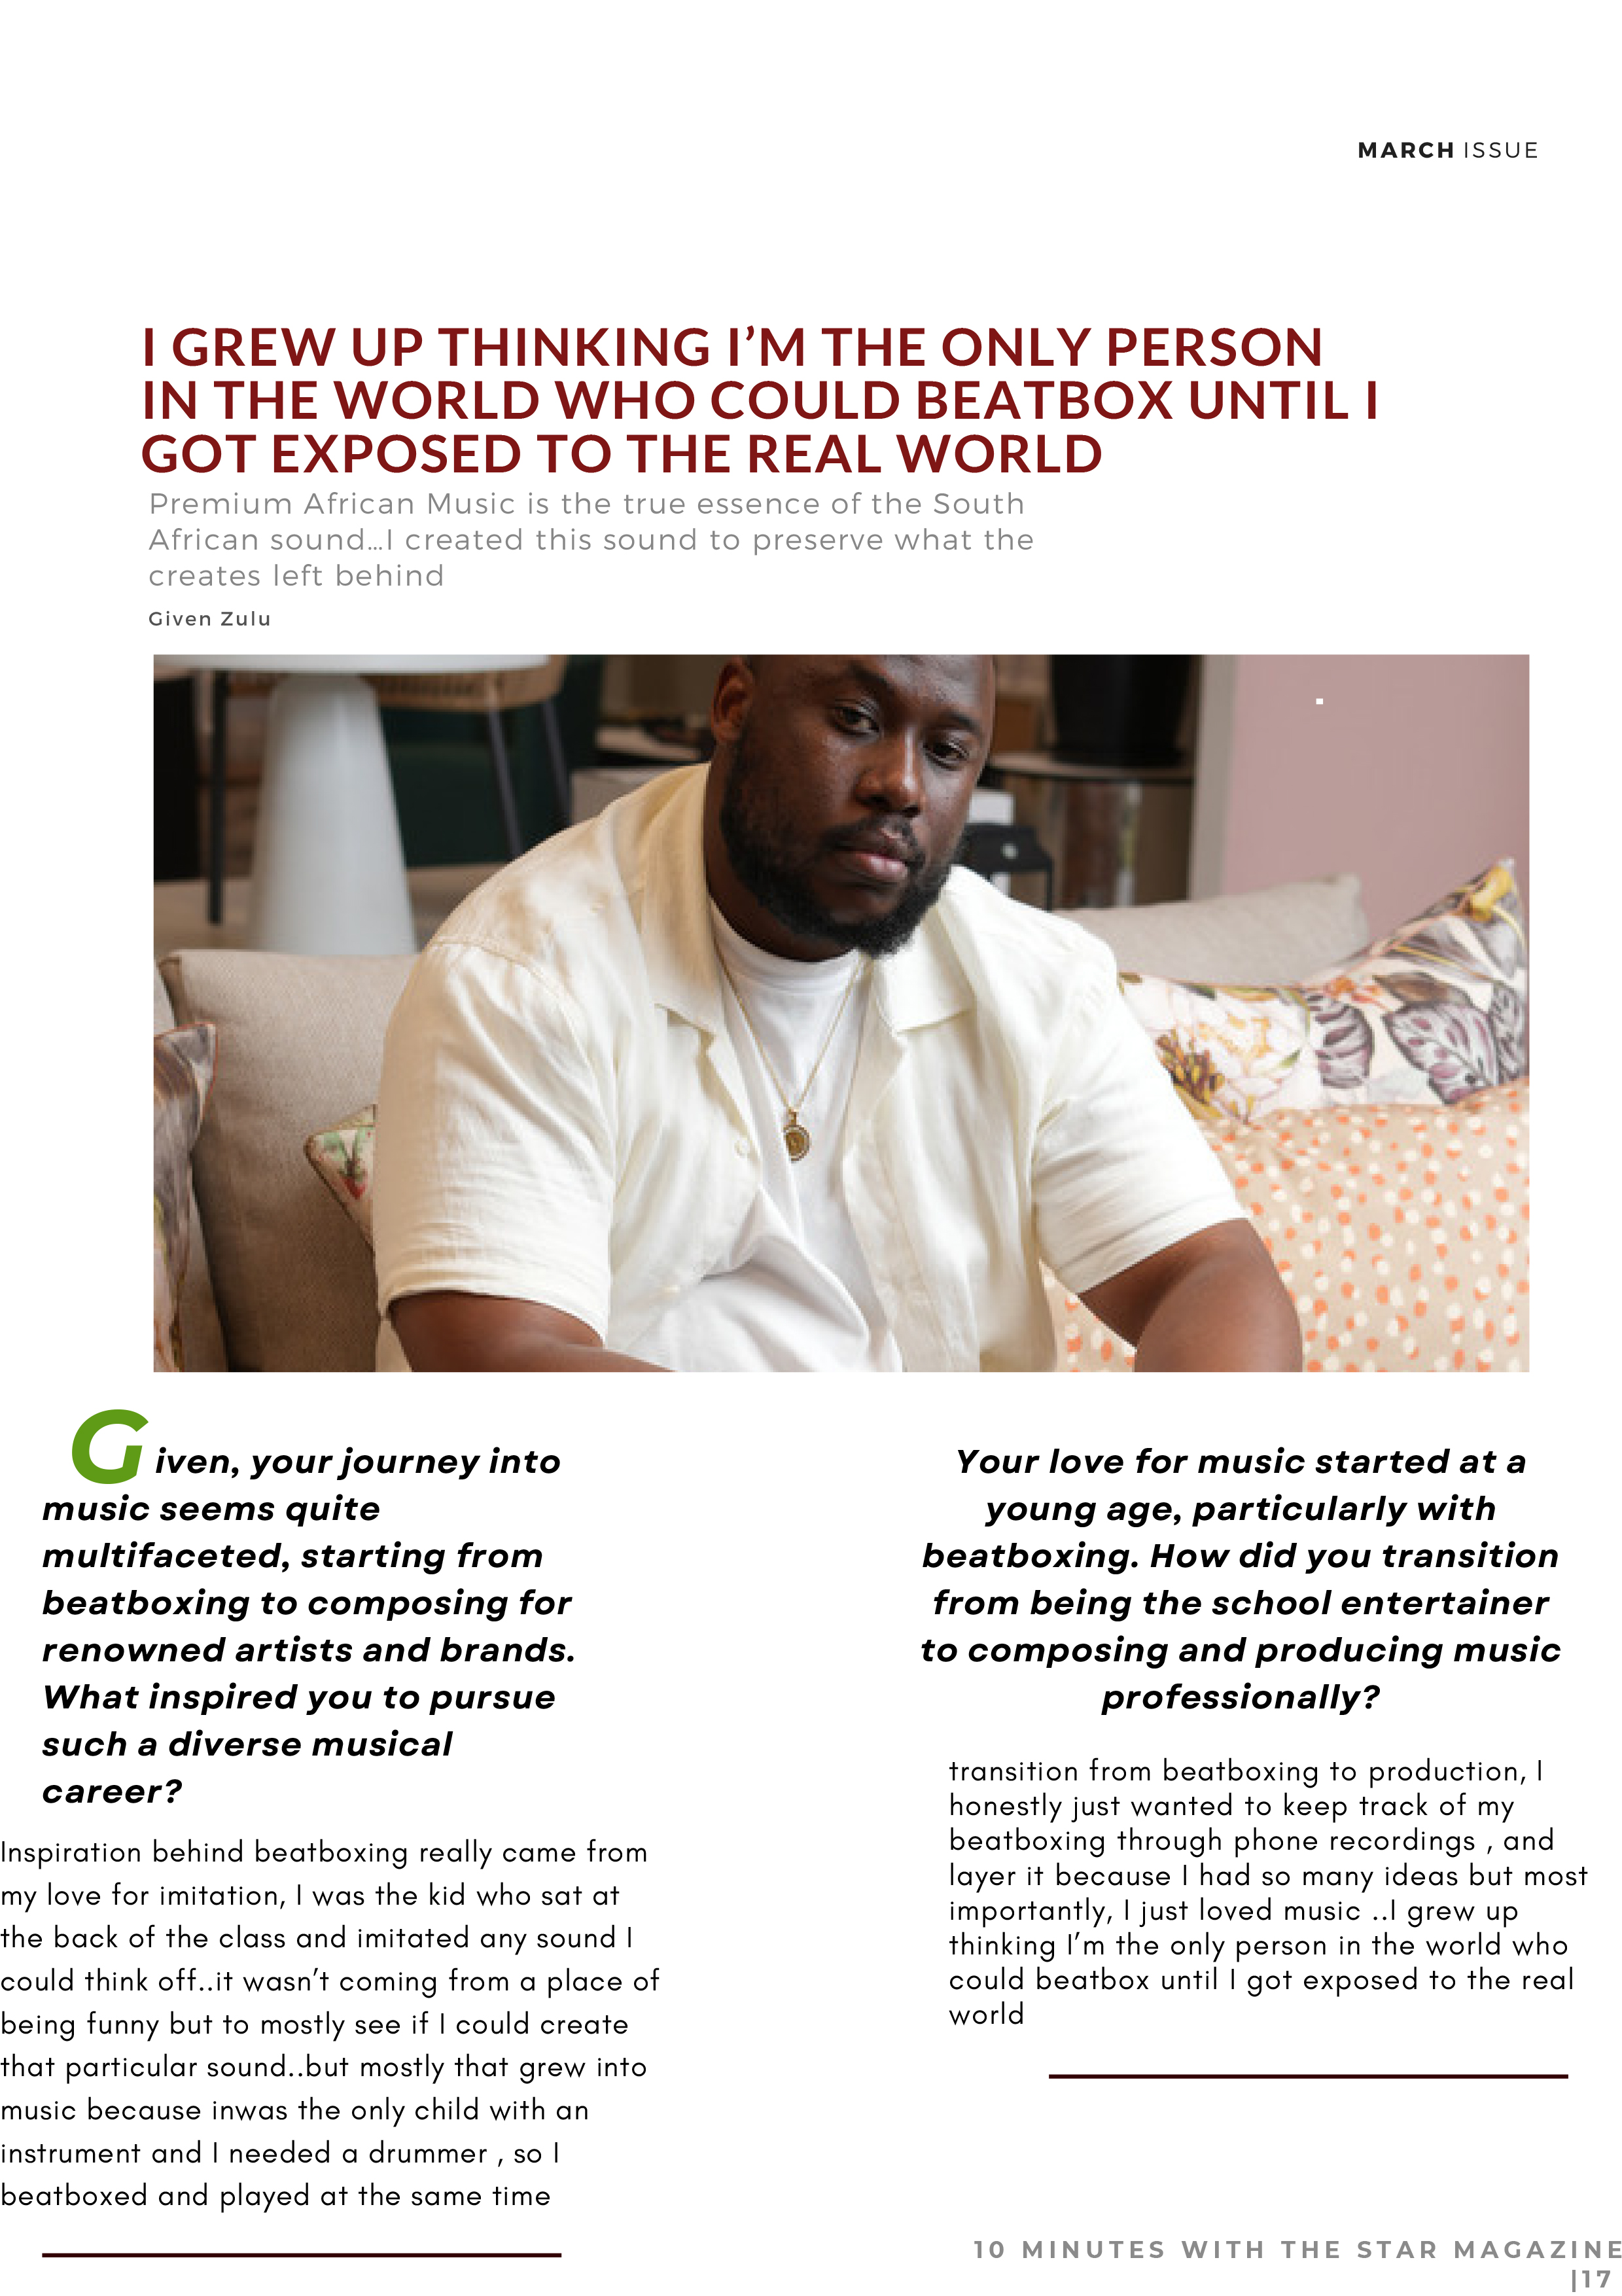 MARCH ISSUE
I GREW UP THINKING I’M THE ONLY PERSON
IN THE WORLD WHO COULD BEATBOX UNTIL I
GOT EXPOSED TO THE REAL WORLD
Premium African Music is the true essence of the South
African sound...I created this sound to preserve what the
creates left behind
Given Zulu
Given, your journey into
music seems quite
multifaceted, starting from
beatboxing to composing for
renowned artists and brands.
What inspired you to pursue
such a diverse musical
career?
Inspiration behind beatboxing really came from
my love for imitation, I was the kid who sat at
the back of the class and imitated any sound I
could think off..it wasn’t coming from a place of
being funny but to mostly see if I could create
that particular sound..but mostly that grew into
music because inwas the only child with an
instrument and I needed a drummer , so I
beatboxed and played at the same time
Your love for music started at a
young age, particularly with
beatboxing. How did you transition
from being the school entertainer
to composing and producing music
professionally?
transition from beatboxing to production, I
honestly just wanted to keep track of my
beatboxing through phone recordings , and
layer it because I had so many ideas but most
importantly, I just loved music ..I grew up
thinking I’m the only person in the world who
could beatbox until I got exposed to the real
world
10 MINUTES WITH THE STAR MAGAZINE
|17